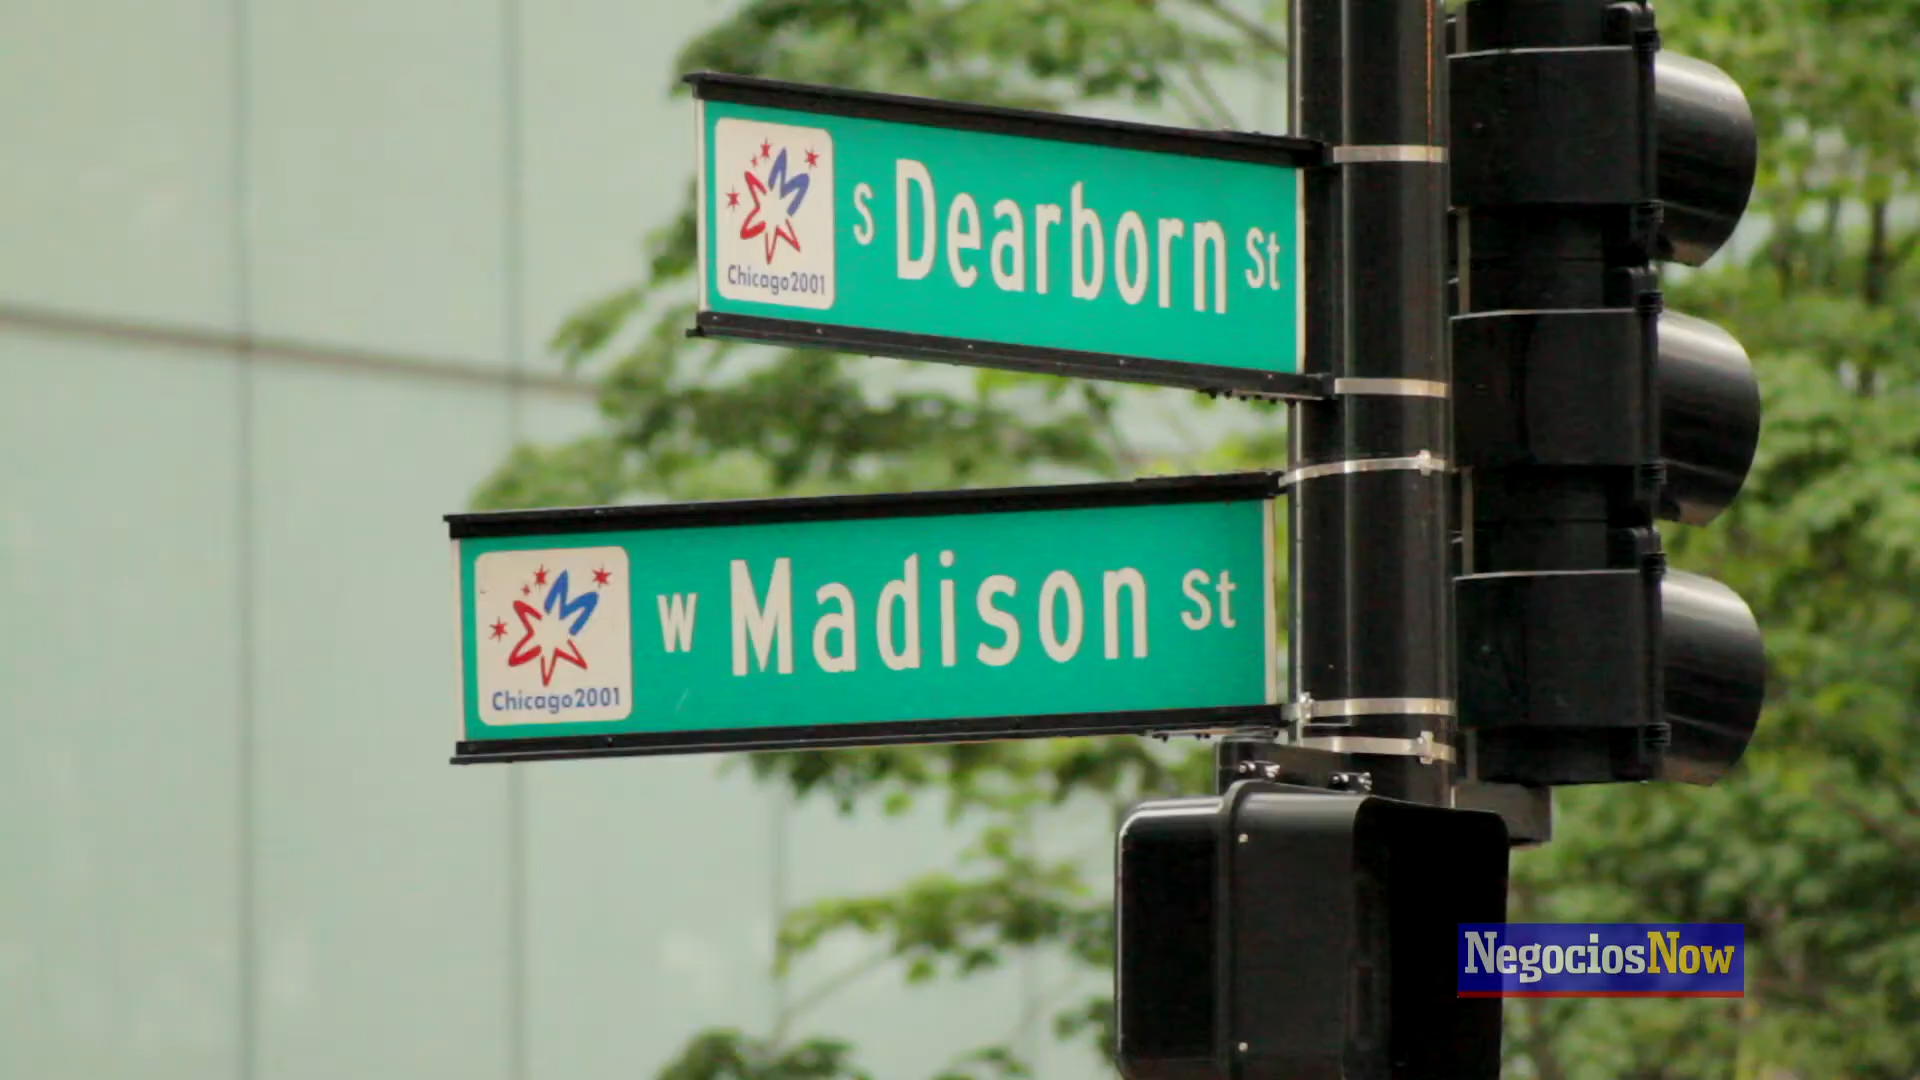 S Dearborn St
Chicago2001
W Madison St
Chicago2001
NegociosNow